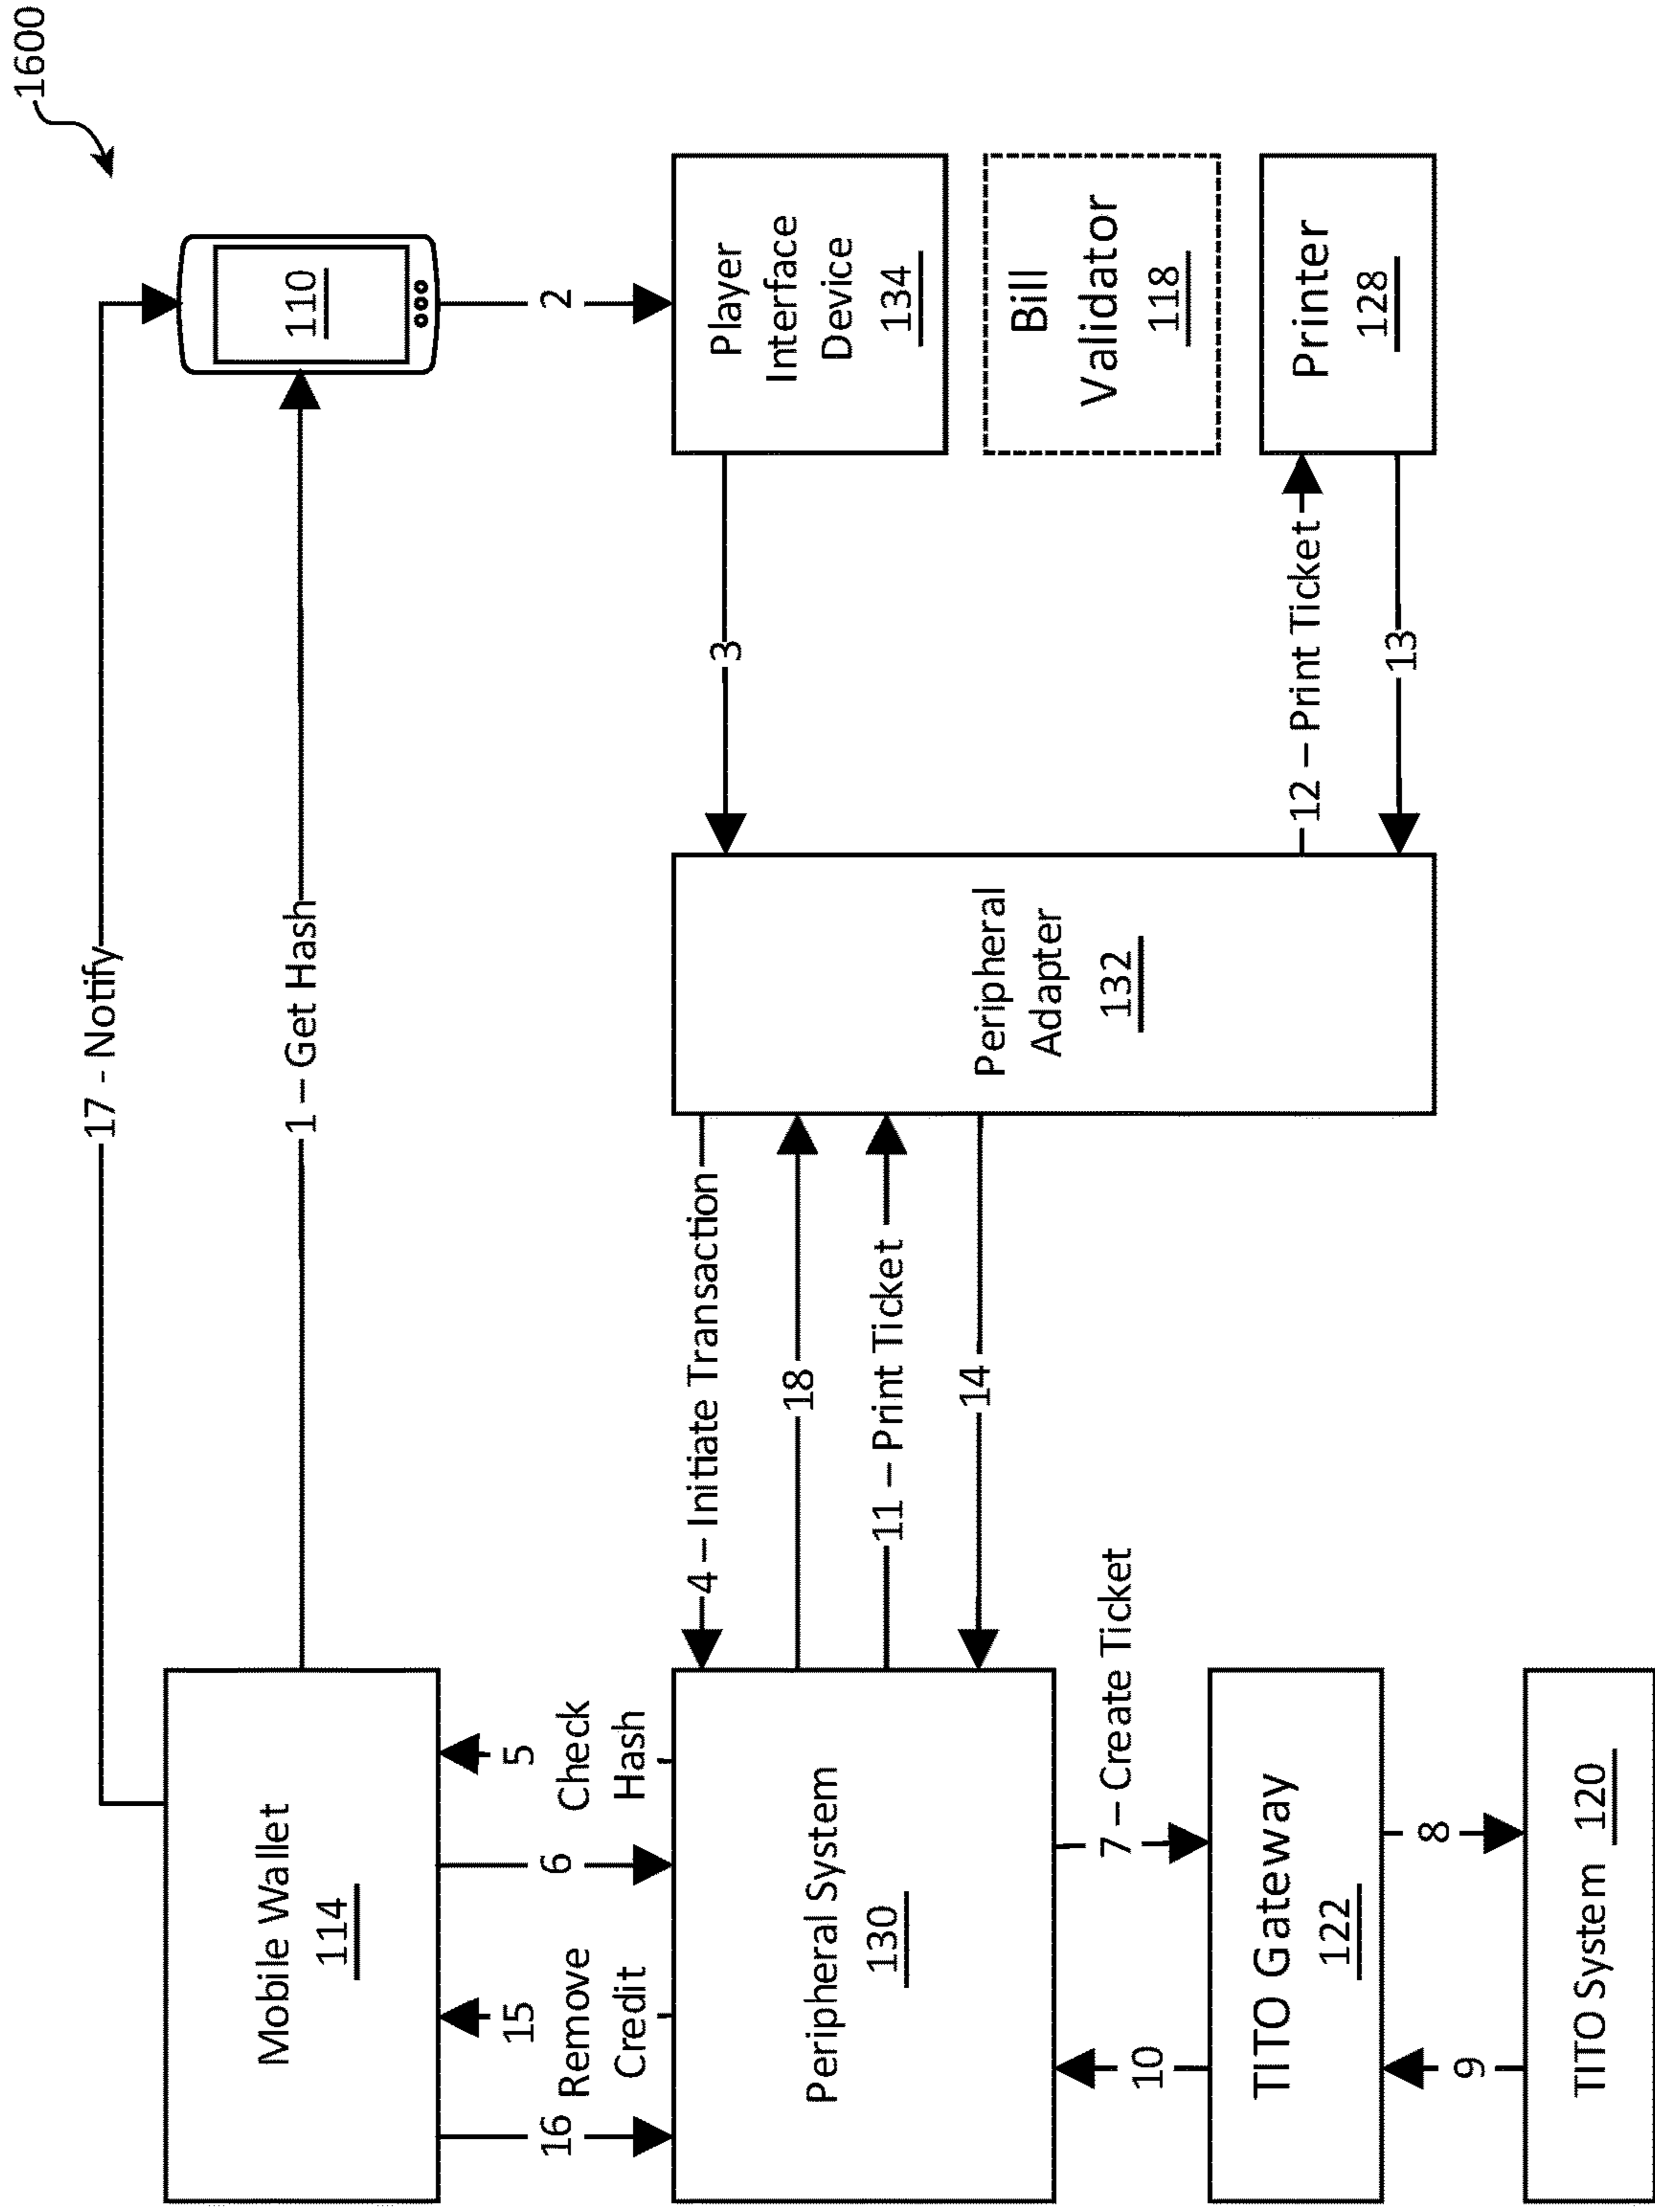 1600
17 - Notify
1 – Get Hash
110
2
Mobile Wallet
114
16
15
Remove
Credit
6
5
Check
Hash
Peripheral System
130
4 – Initiate Transaction
18
11 – Print Ticket
14
Peripheral
Adapter
132
3
12 – Print Ticket
13
Player
Interface
Device
134
Bill
Validator
118
Printer
128
10
7 – Create Ticket
TITO Gateway
122
9
8
TITO System 120